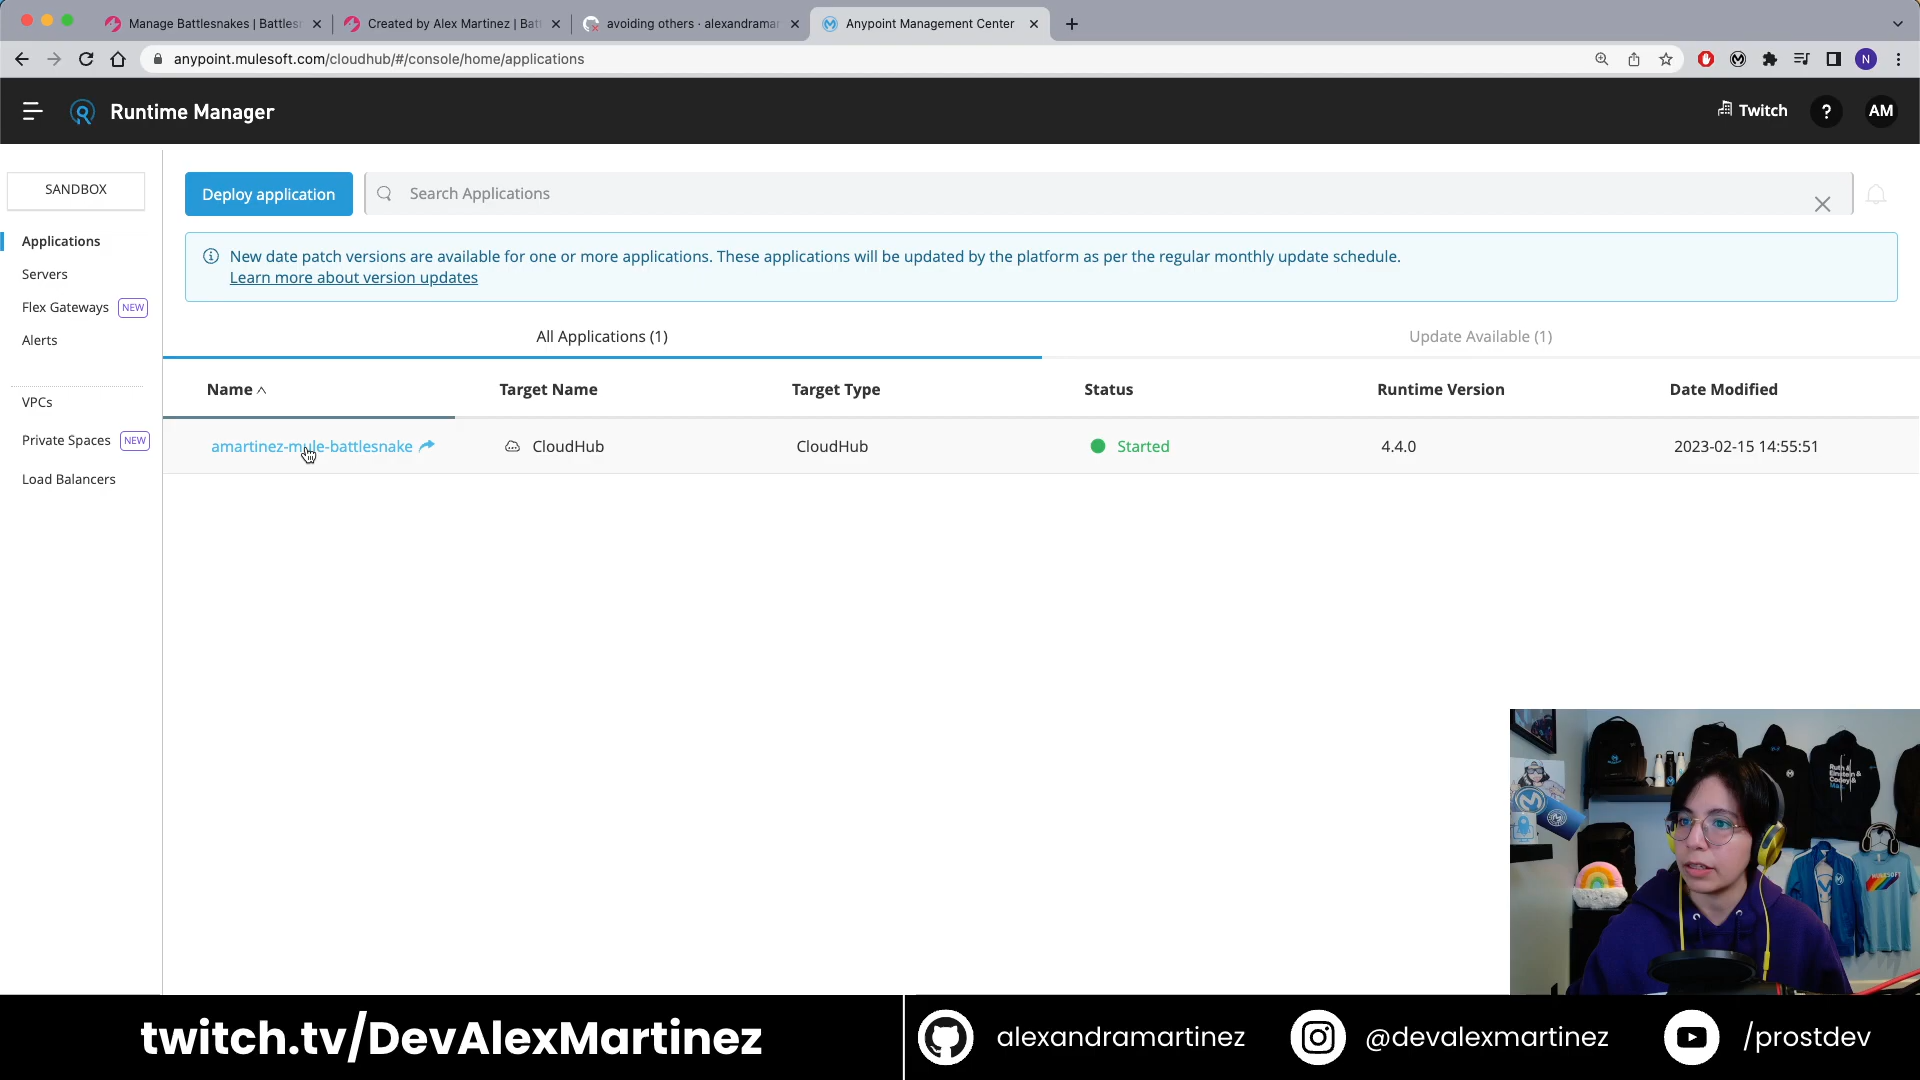 Manage Battlesnakes | Battles
Created by Alex Martinez | Bat
avoiding others · alexandramar
Anypoint Management Center
anypoint.mulesoft.com/cloudhub/#/console/home/applications
N
Runtime Manager
Twitch
?
AM
SANDBOX
Applications
Servers
Flex Gateways NEW
Alerts
VPCs
Private Spaces NEW
Load Balancers
Deploy application
Search Applications
New date patch versions are available for one or more applications. These applications will be updated by the platform as per the regular monthly update schedule.
Learn more about version updates
All Applications (1)
Update Available (1)
Name
Target Name
Target Type
Status
Runtime Version
Date Modified
amartinez-mule-battlesnake
CloudHub
CloudHub
Started
4.4.0
2023-02-15 14:55:51
Ruth &
Einstein &
Codey &
Max.
twitch.tv/DevAlexMartinez
alexandramartinez
@devalexmartinez
/prostdev